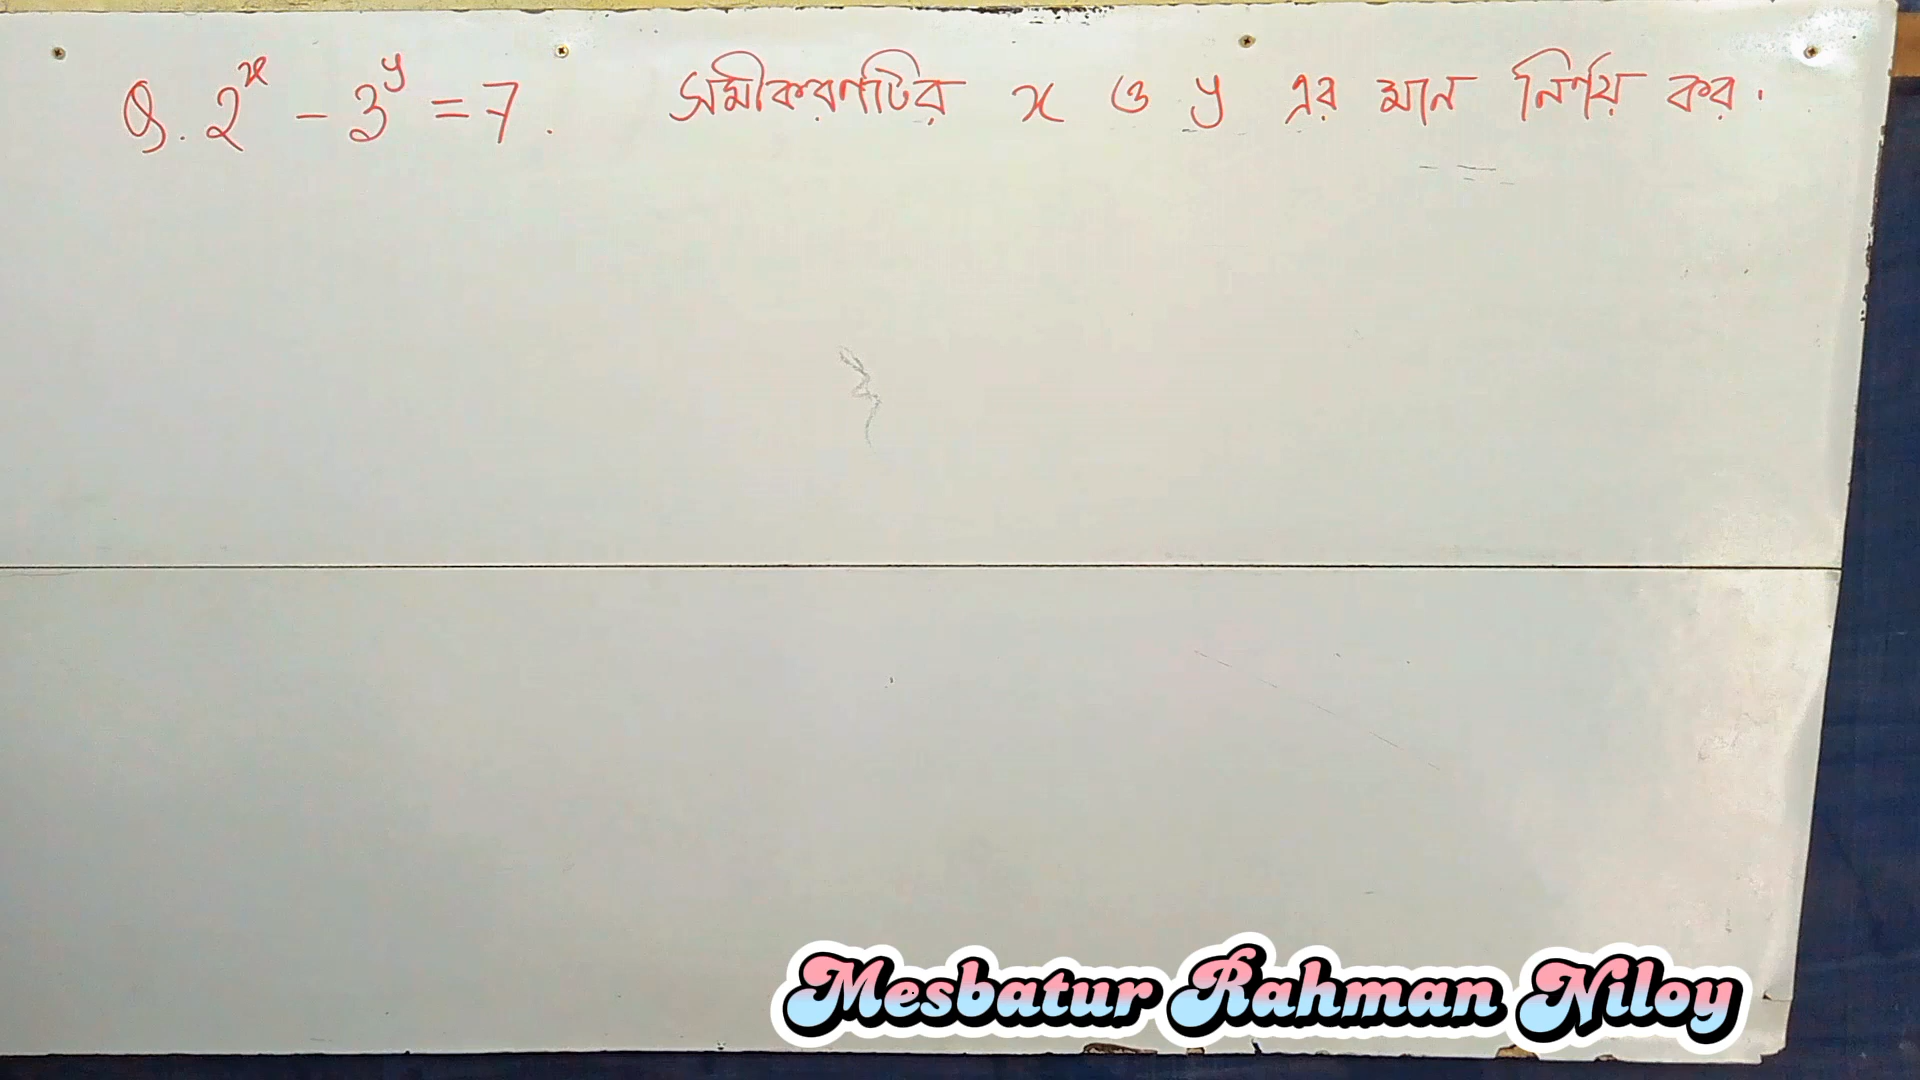 Q. 2^x - 3^y = 7. সমীকরণটির x ও y এর মান নির্ণয় কর.
Mesbatur Rahman Niloy